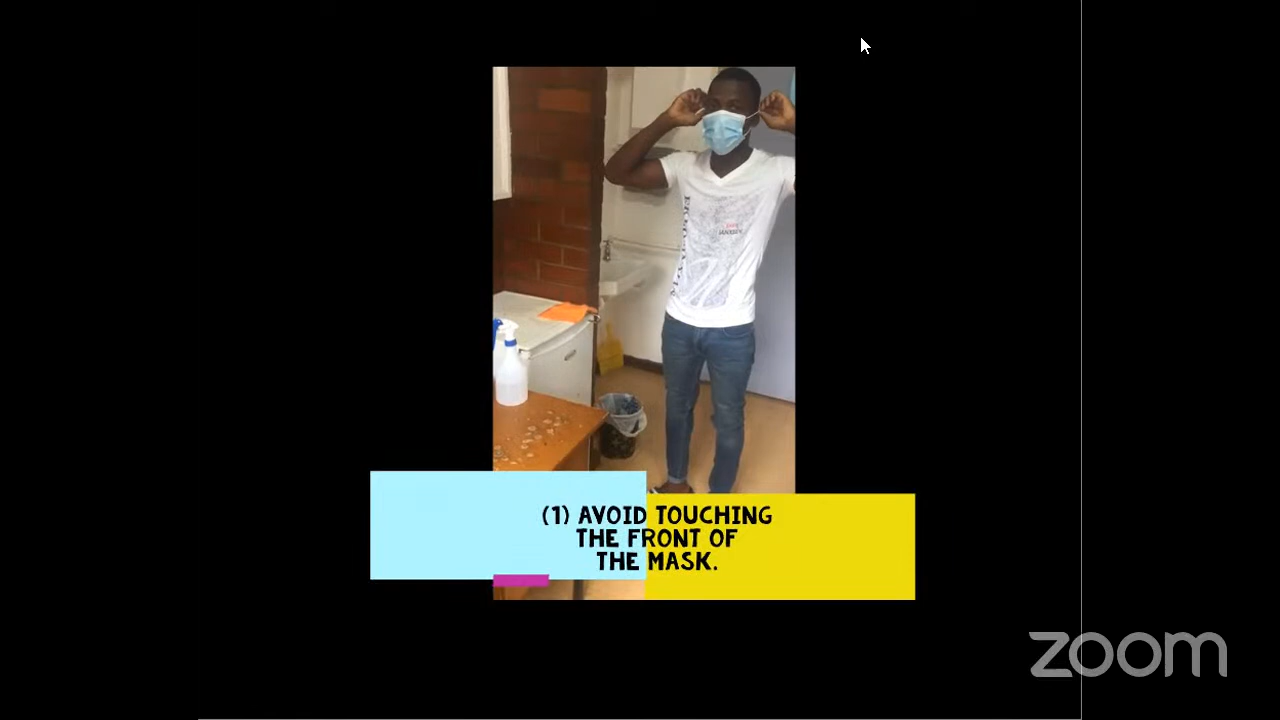 (1) AVOID TOUCHING
THE FRONT OF
THE MASK.
zoom